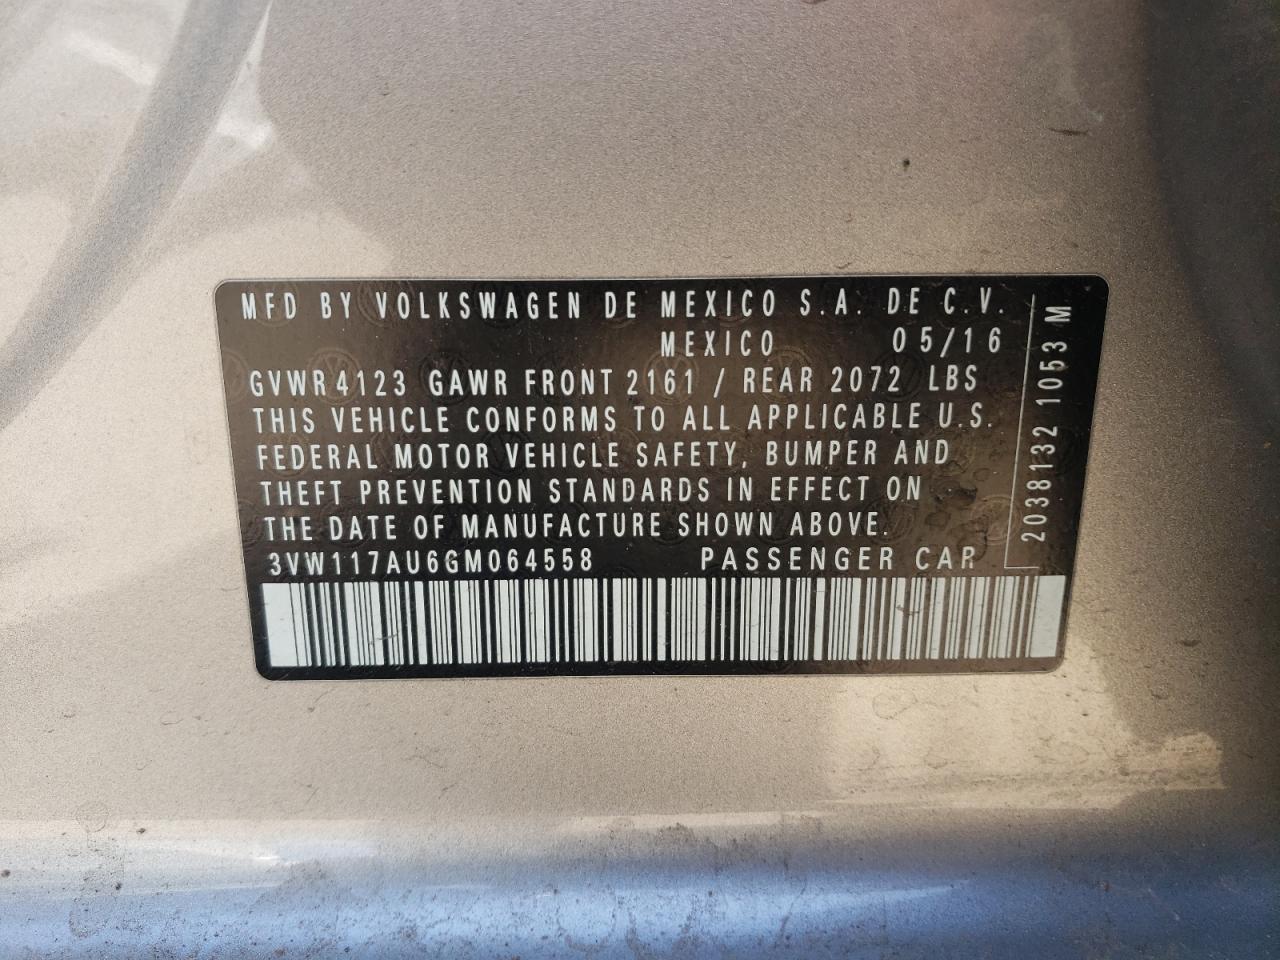 MFD BY VOLKSWAGEN DE MEXICO S.A. DE C.V.
MEXICO 05/16
GVWR 4123 GAWR FRONT 2161 / REAR 2072 LBS
THIS VEHICLE CONFORMS TO ALL APPLICABLE U.S.
FEDERAL MOTOR VEHICLE SAFETY, BUMPER AND
THEFT PREVENTION STANDARDS IN EFFECT ON
THE DATE OF MANUFACTURE SHOWN ABOVE.
3VW117AU6GM064558 PASSENGER CAR
2038132 1053 M